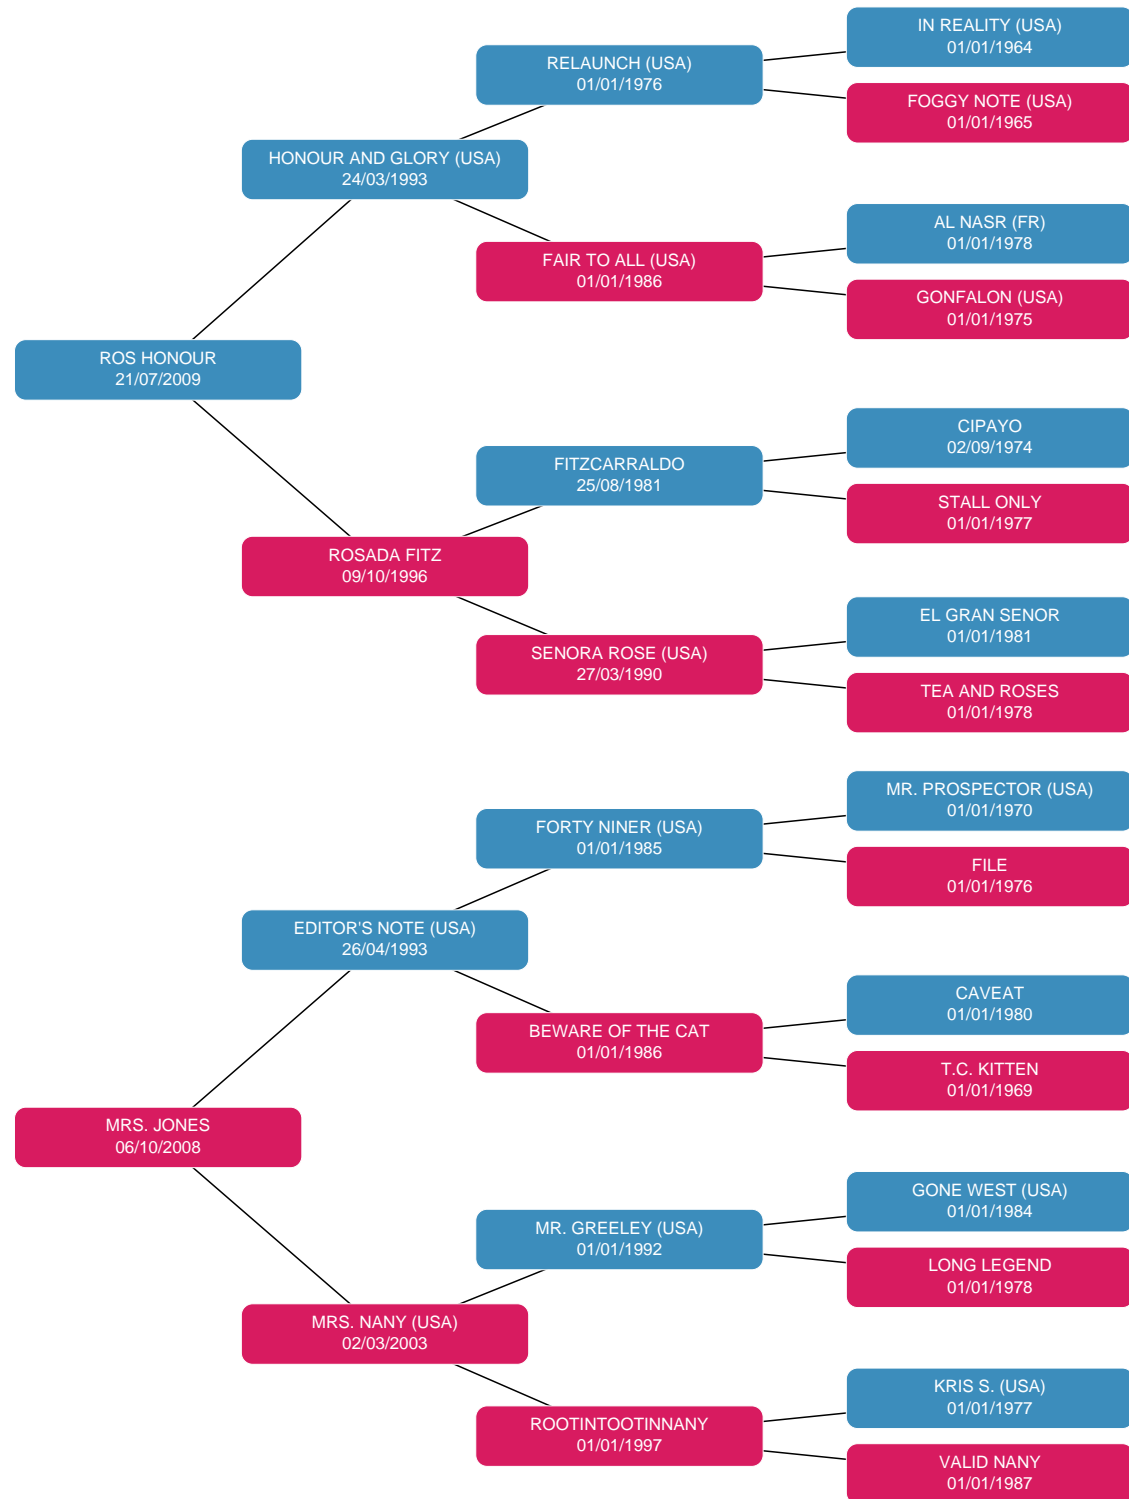 IN REALITY (USA)
01/01/1964
RELAUNCH (USA)
01/01/1976
FOGGY NOTE (USA)
01/01/1965
HONOUR AND GLORY (USA)
24/03/1993
AL NASR (FR)
01/01/1978
FAIR TO ALL (USA)
01/01/1986
GONFALON (USA)
01/01/1975
ROS HONOUR
21/07/2009
CIPAYO
02/09/1974
FITZCARRALDO
25/08/1981
STALL ONLY
01/01/1977
ROSADA FITZ
09/10/1996
EL GRAN SENOR
01/01/1981
SENORA ROSE (USA)
27/03/1990
TEA AND ROSES
01/01/1978
MR. PROSPECTOR (USA)
01/01/1970
FORTY NINER (USA)
01/01/1985
FILE
01/01/1976
EDITOR'S NOTE (USA)
26/04/1993
CAVEAT
01/01/1980
BEWARE OF THE CAT
01/01/1986
T.C. KITTEN
01/01/1969
MRS. JONES
06/10/2008
GONE WEST (USA)
01/01/1984
MR. GREELEY (USA)
01/01/1992
LONG LEGEND
01/01/1978
MRS. NANY (USA)
02/03/2003
KRIS S. (USA)
01/01/1977
ROOTINTOOTINNANY
01/01/1997
VALID NANY
01/01/1987